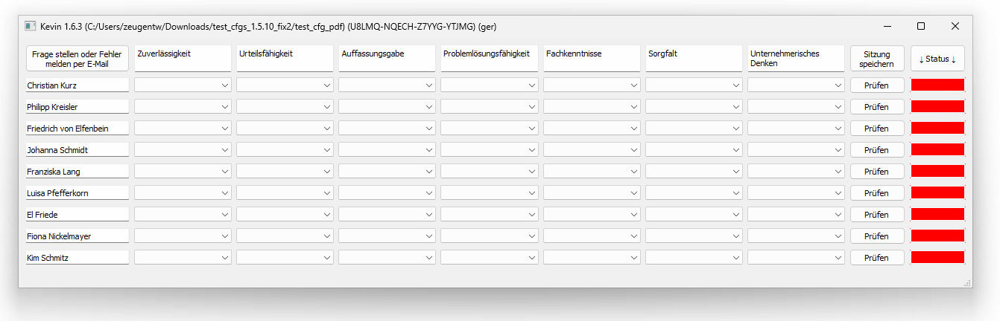 Kevin 1.6.3 (C:/Users/zeugentw/Downloads/test_cfgs_1.5.10_fix2/test_cfg_pdf) (U8LMQ-NQECH-Z7YYG-YTJMG) (ger)
Frage stellen oder Fehler
melden per E-Mail
Zuverlässigkeit
Urteilsfähigkeit
Auffassungsgabe
Problemlösungsfähigkeit
Fachkenntnisse
Sorgfalt
Unternehmerisches
Denken
Sitzung
speichern
↓ Status ↓
Christian Kurz
Prüfen
Philipp Kreisler
Prüfen
Friedrich von Elfenbein
Prüfen
Johanna Schmidt
Prüfen
Franziska Lang
Prüfen
Luisa Pfefferkorn
Prüfen
El Friede
Prüfen
Fiona Nickelmayer
Prüfen
Kim Schmitz
Prüfen